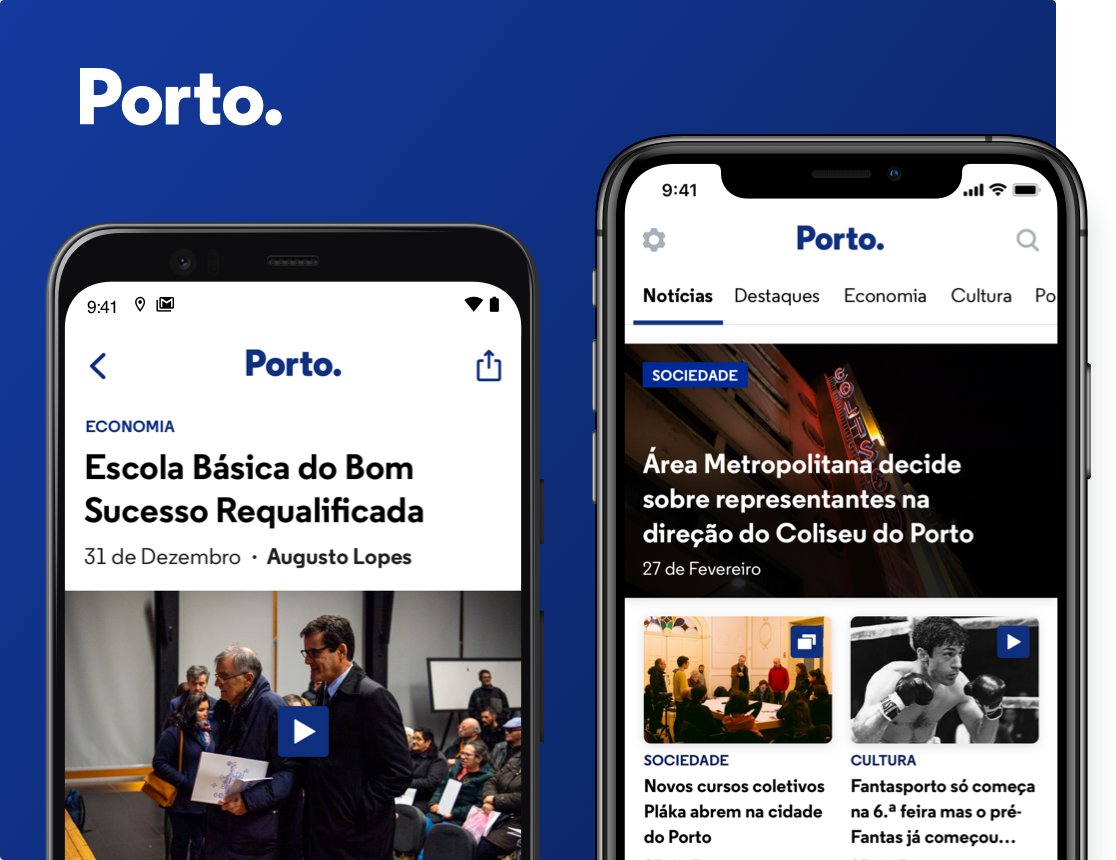 Porto.
9:41
Porto.
ECONOMIA
Escola Básica do Bom
Sucesso Requalificada
31 de Dezembro • Augusto Lopes
9:41
Porto.
Notícias Destaques Economia Cultura Po
SOCIEDADE
COLISEU
Área Metropolitana decide
sobre representantes na
direção do Coliseu do Porto
27 de Fevereiro
SOCIEDADE
Novos cursos coletivos
Pláka abrem na cidade
do Porto
CULTURA
Fantasporto só começa
na 6.ª feira mas o pré-
Fantas já começou...